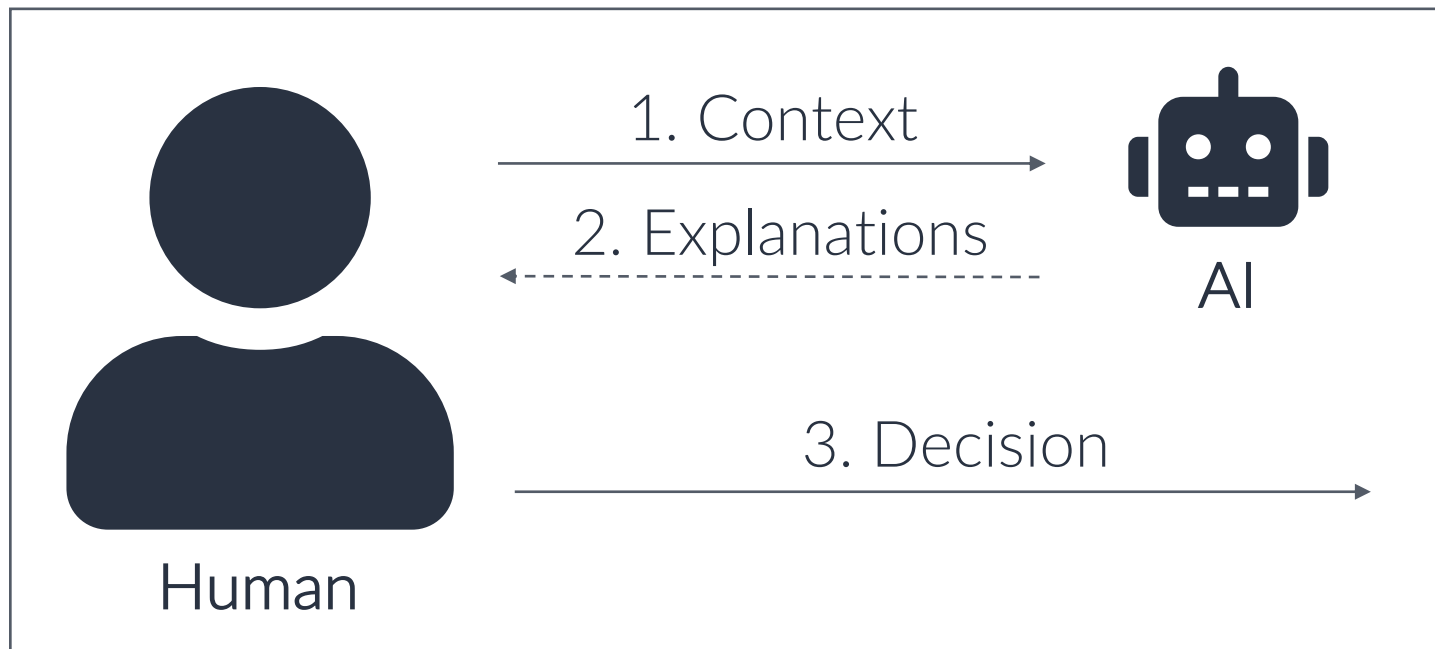 1. Context
2. Explanations
AI
3. Decision
Human